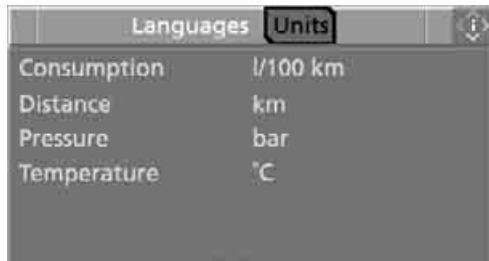 Languages Units i
Consumption l/100 km
Distance km
Pressure bar
Temperature °C